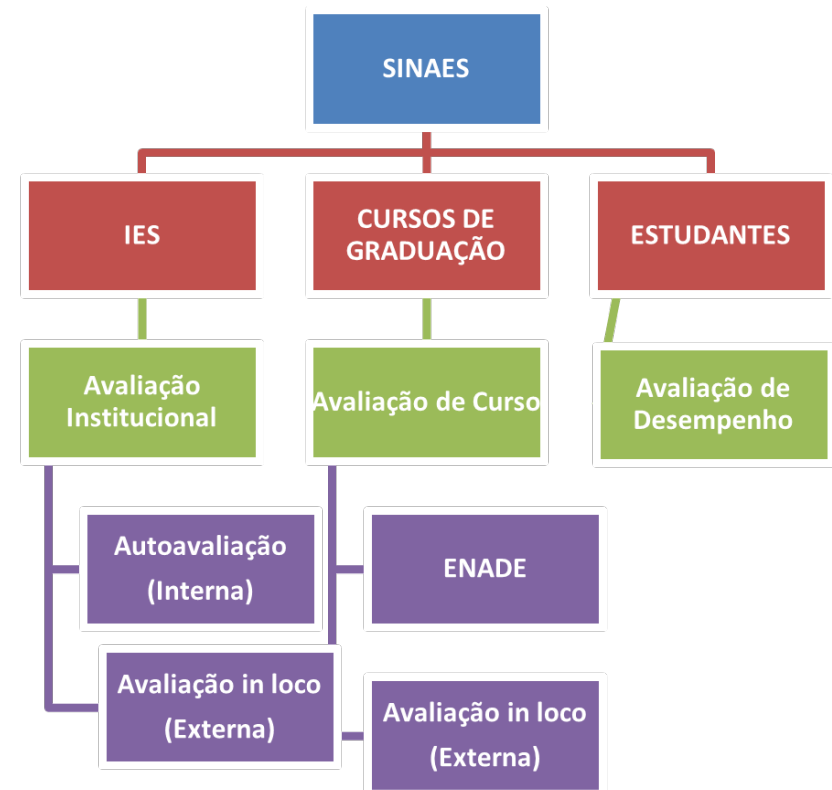 SINAES
IES
CURSOS DE
GRADUAÇÃO
ESTUDANTES
Avaliação
Institucional
Avaliação de Curso
Avaliação de
Desempenho
Autoavaliação
(Interna)
ENADE
Avaliação in loco
(Externa)
Avaliação in loco
(Externa)